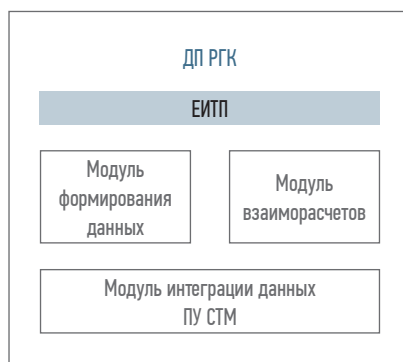 ДП РГК
ЕИТП
Модуль
формирования
данных
Модуль
взаиморасчетов
Модуль интеграции данных
ПУ СТМ